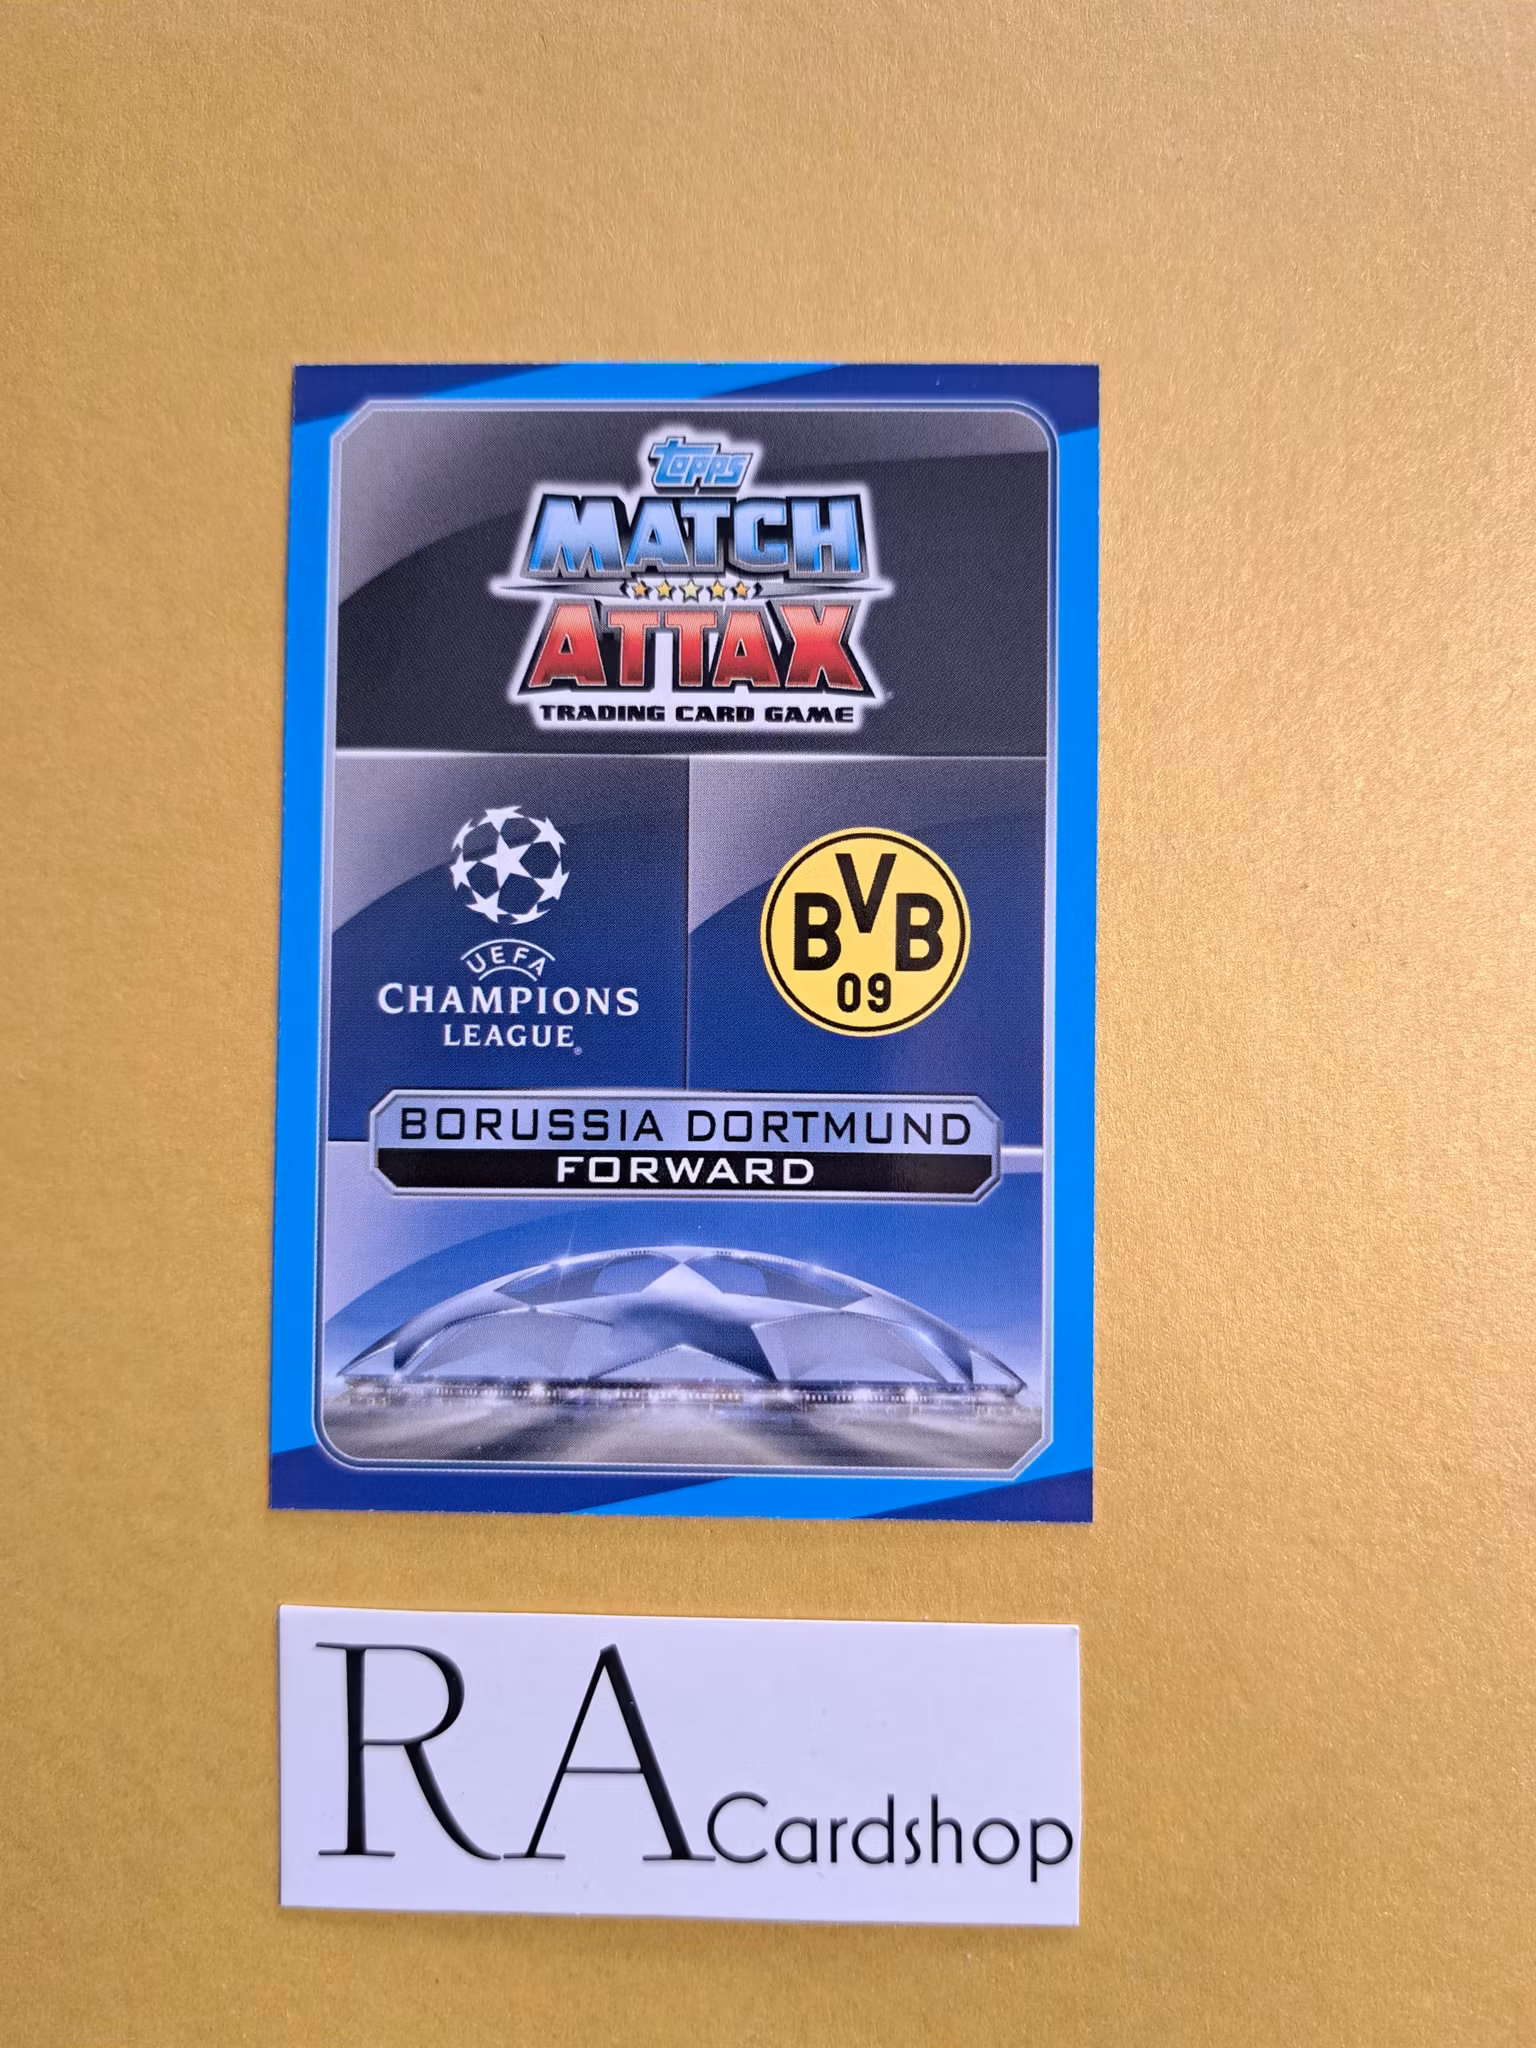 topps
MATCH
ATTAX
TRADING CARD GAME
UEFA
CHAMPIONS
LEAGUE®
BVB
09
BORUSSIA DORTMUND
FORWARD
RA Cardshop